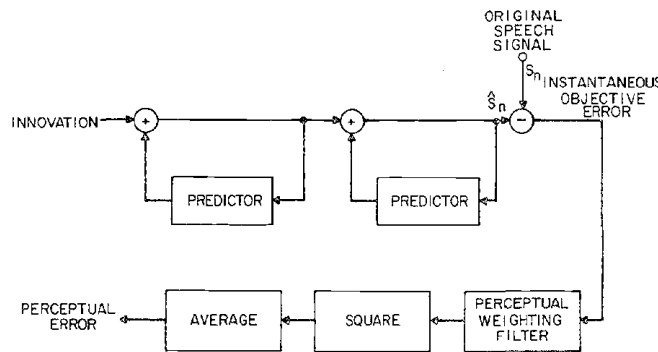 ORIGINAL
SPEECH
SIGNAL
Sn
INSTANTANEOUS
OBJECTIVE
ERROR
Ŝn
INNOVATION
+
+
−
PREDICTOR
PREDICTOR
PERCEPTUAL
ERROR
AVERAGE
SQUARE
PERCEPTUAL
WEIGHTING
FILTER